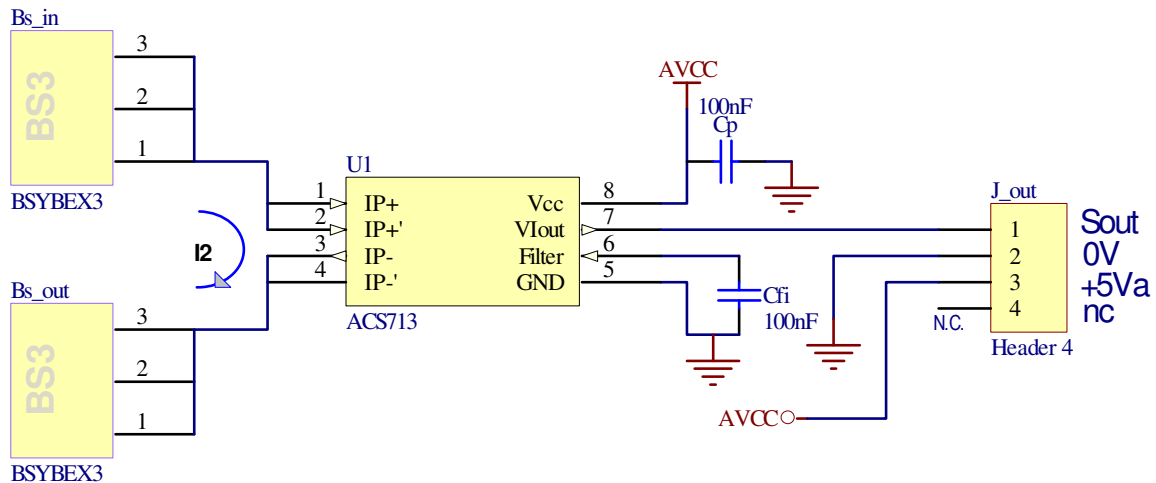 Bs_in
BS3
3
2
1
BSYBEX3
I2
Bs_out
BS3
3
2
1
BSYBEX3
U1
1 IP+
2 IP+'
3 IP-
4 IP-'
Vcc 8
VIout 7
Filter 6
GND 5
ACS713
AVCC
100nF
Cp
Cfi
100nF
AVCC
J_out
1 Sout
2 0V
3 +5Va
4 nc
N.C.
Header 4